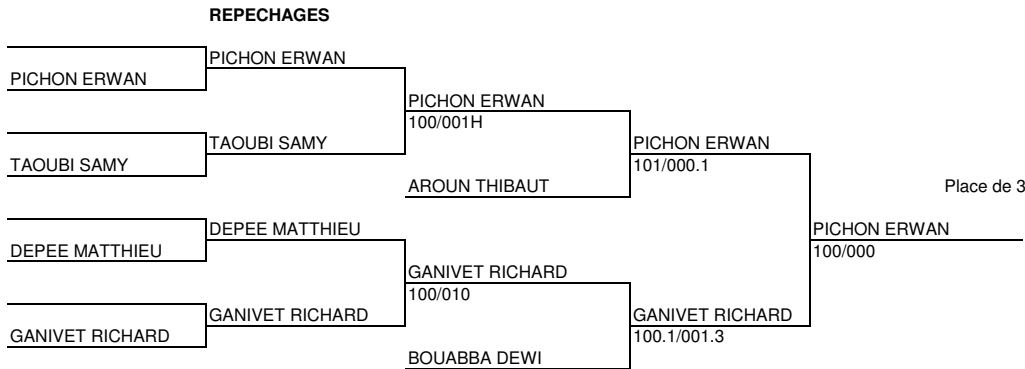 REPECHAGES
PICHON ERWAN
PICHON ERWAN
PICHON ERWAN
100/001H
TAOUBI SAMY
PICHON ERWAN
101/000.1
TAOUBI SAMY
AROUN THIBAUT
Place de 3
DEPEE MATTHIEU
PICHON ERWAN
100/000
DEPEE MATTHIEU
GANIVET RICHARD
100/010
GANIVET RICHARD
GANIVET RICHARD
100.1/001.3
GANIVET RICHARD
BOUABBA DEWI